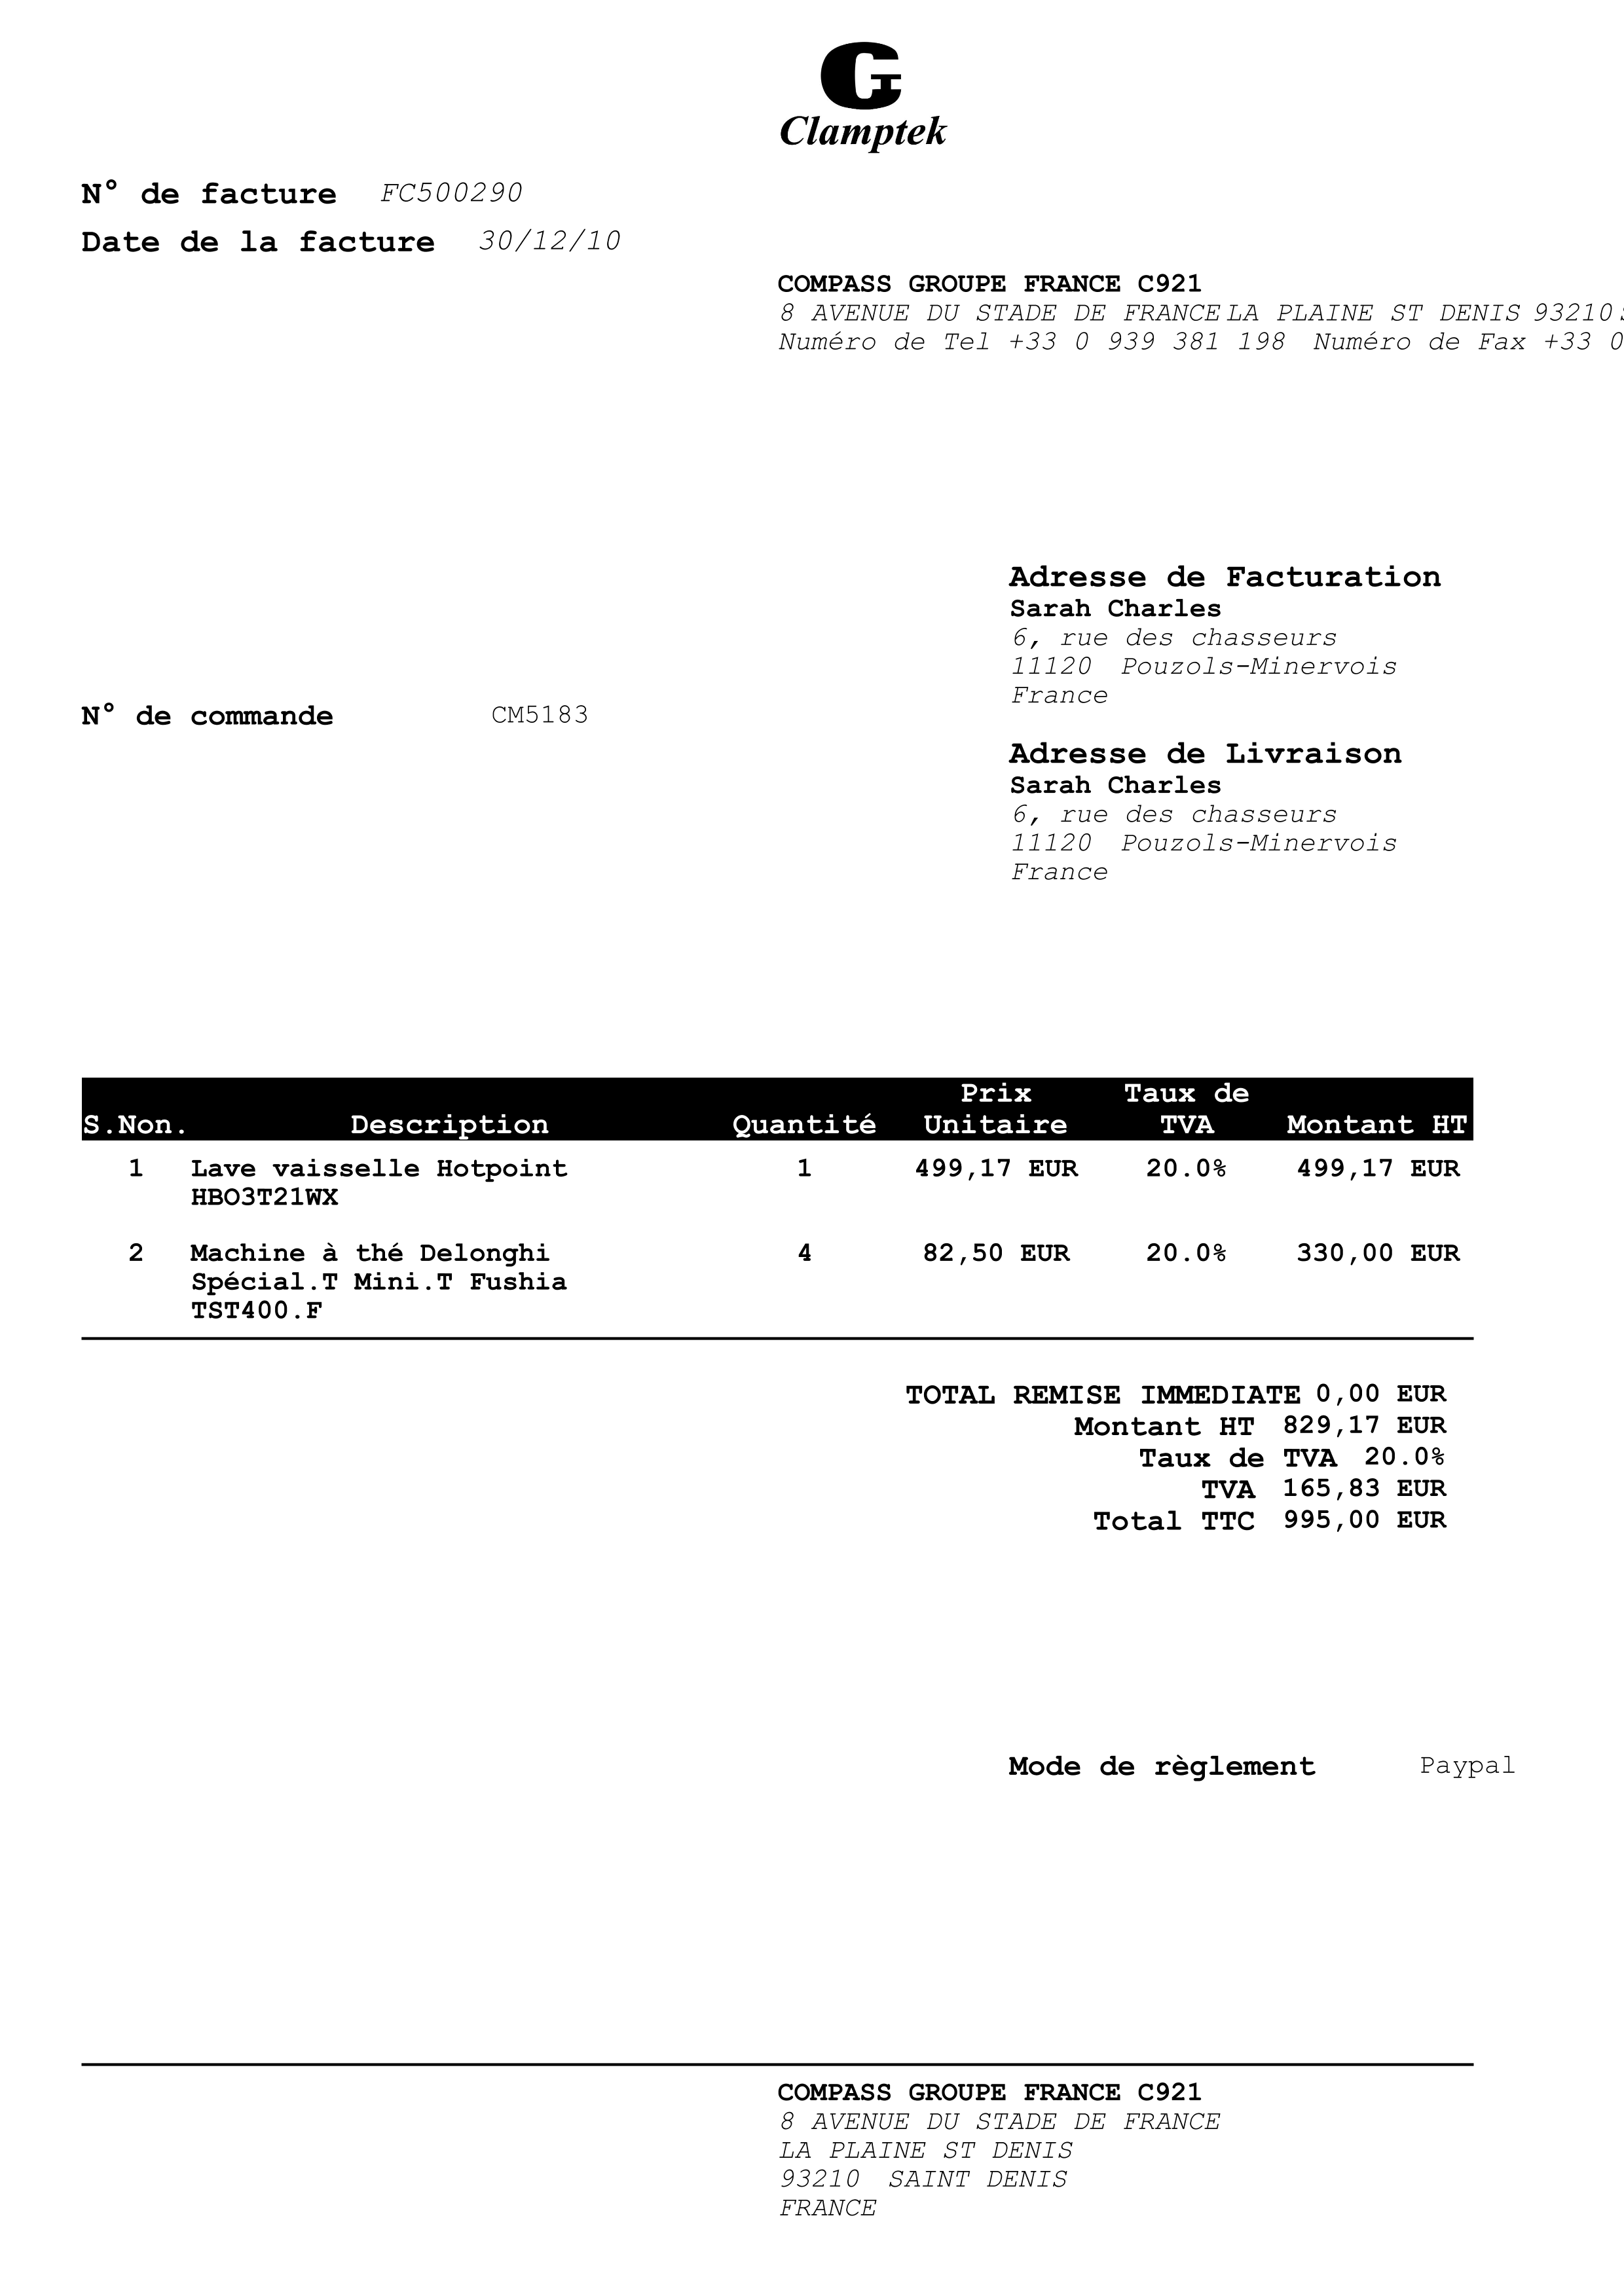 Clamptek
N° de facture FC500290
Date de la facture 30/12/10
COMPASS GROUPE FRANCE C921
8 AVENUE DU STADE DE FRANCE LA PLAINE ST DENIS 93210
Numéro de Tel +33 0 939 381 198 Numéro de Fax +33 0
Adresse de Facturation
Sarah Charles
6, rue des chasseurs
11120 Pouzols-Minervois
France
N° de commande CM5183
Adresse de Livraison
Sarah Charles
6, rue des chasseurs
11120 Pouzols-Minervois
France
S.Non. Description Quantité Prix Unitaire Taux de TVA Montant HT
1 Lave vaisselle Hotpoint 1 499,17 EUR 20.0% 499,17 EUR
HBO3T21WX
2 Machine à thé Delonghi 4 82,50 EUR 20.0% 330,00 EUR
Spécial.T Mini.T Fushia
TST400.F
TOTAL REMISE IMMEDIATE 0,00 EUR
Montant HT 829,17 EUR
Taux de TVA 20.0%
TVA 165,83 EUR
Total TTC 995,00 EUR
Mode de règlement Paypal
COMPASS GROUPE FRANCE C921
8 AVENUE DU STADE DE FRANCE
LA PLAINE ST DENIS
93210 SAINT DENIS
FRANCE